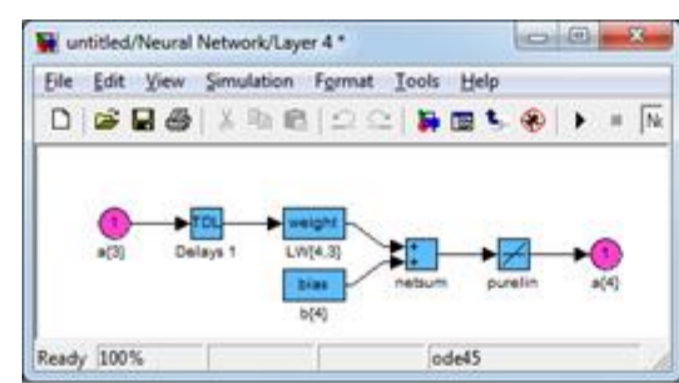 untitled/Neural Network/Layer 4 *
File Edit View Simulation Format Tools Help
No
1 TDL weight
a{3} Delays 1 LW{4,3}
bias
b{4}
netsum purelin 1
a{4}
Ready 100% ode45